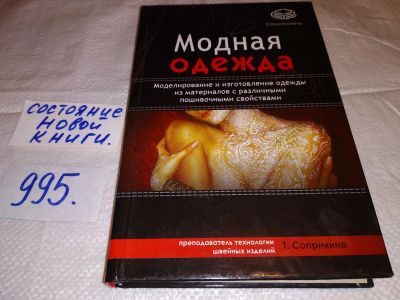 Самоучитель
Модная
одежда
Моделирование и изготовление одежды
из материалов с различными
пошивочными свойствами
преподаватель технологии
швейных изделий
Т. Соприкина
СОСТОЯНИЕ
НОВОЙ
КНИГИ.
995.